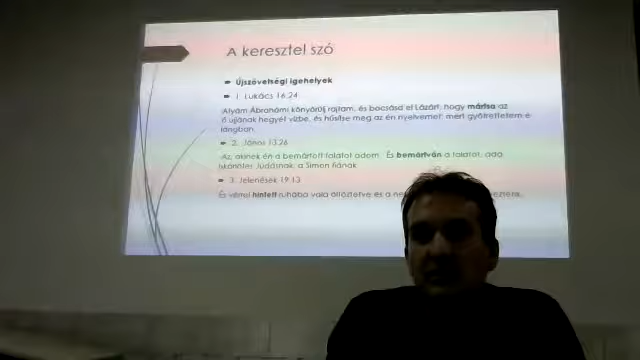 A keresztel szó
Újszövetségi igehelyek
1. Lukács 16:24
Atyám Ábrahám! könyörülj rajtam, és bocsásd el Lázárt, hogy mártsa az
ő ujjának hegyét vízbe, és hűsítse meg az én nyelvemet: mert gyötrettetem e
lángban.
2. János 13:26
Az, akinek én a bemártott falatot adom. És bemártván a falatot, adá
Iskáriótes Júdásnak, a Simon fiának
3. Jelenések 19:13
És vérrel hintett ruhába vala öltöztetve és a